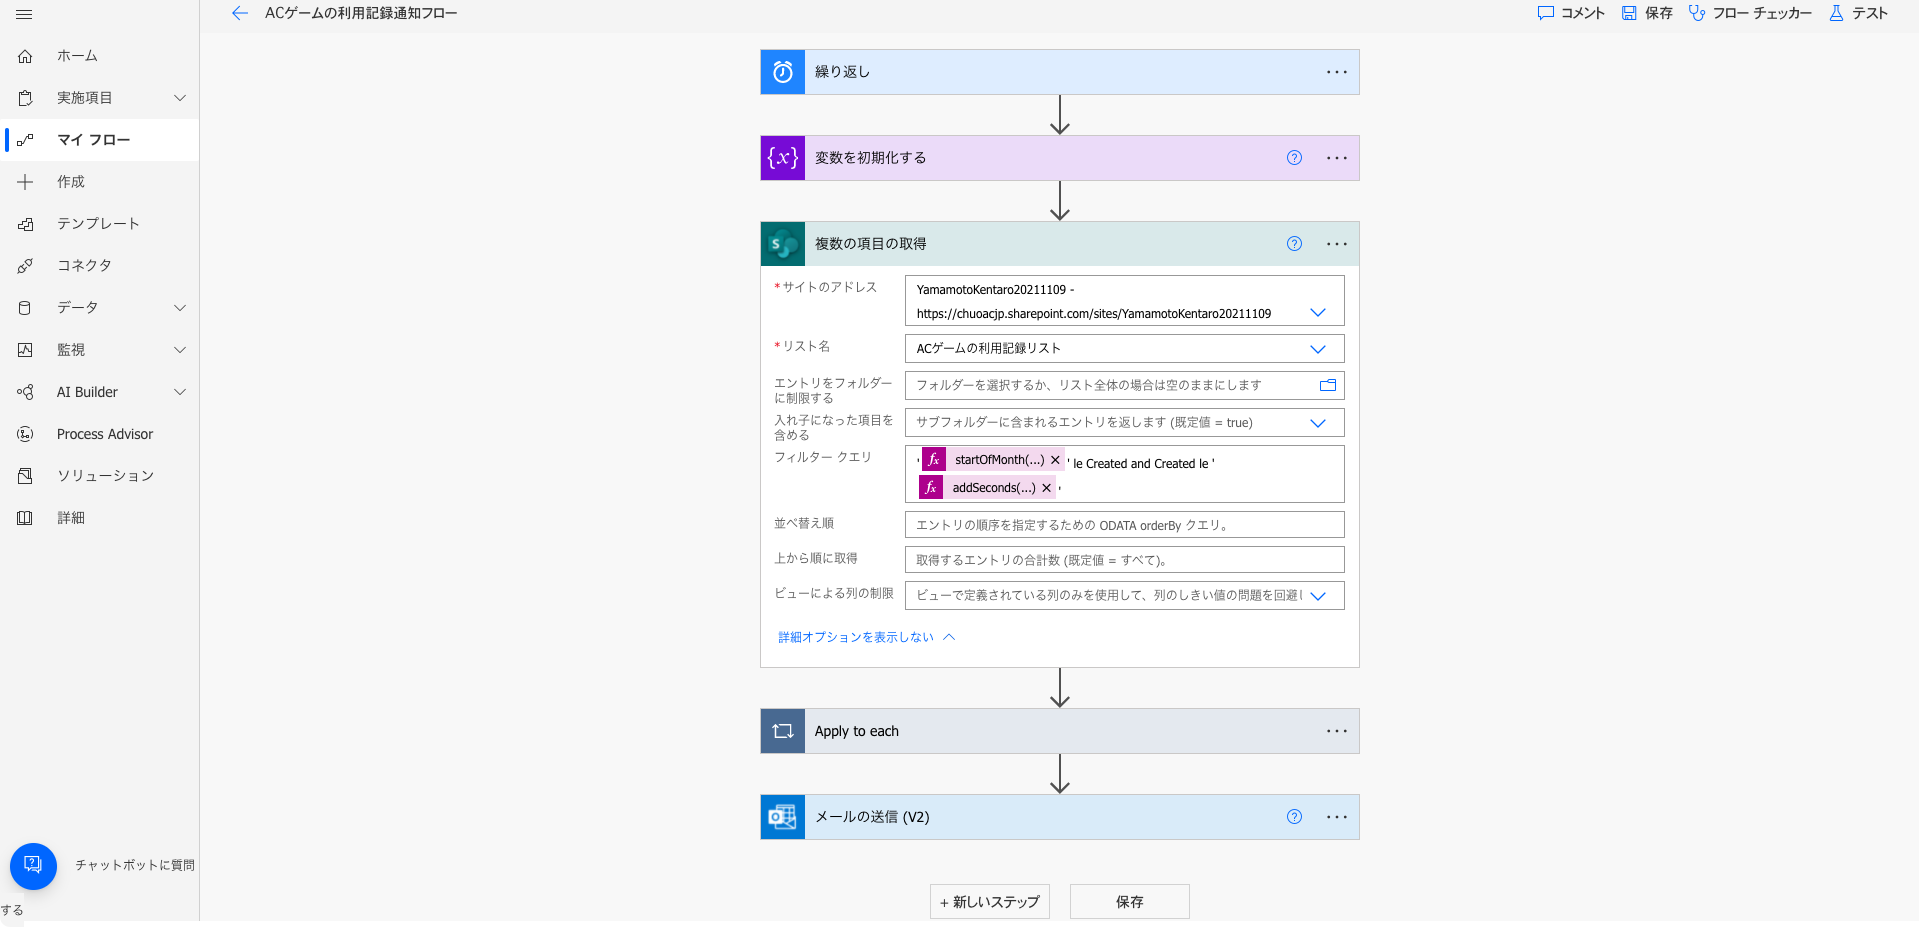 ACゲームの利用記録通知フロー
コメント
保存
フロー チェッカー
テスト
ホーム
実施項目
マイ フロー
作成
テンプレート
コネクタ
データ
監視
AI Builder
Process Advisor
ソリューション
詳細
チャットボットに質問
する
繰り返し
{x} 変数を初期化する
S 複数の項目の取得
*サイトのアドレス
YamamotoKentaro20211109 -
https://chuoacjp.sharepoint.com/sites/YamamotoKentaro20211109
*リスト名
ACゲームの利用記録リスト
エントリをフォルダー
に制限する
フォルダーを選択するか、リスト全体の場合は空のままにします
入れ子になった項目を
含める
サブフォルダーに含まれるエントリを返します (既定値 = true)
フィルター クエリ
' fx startOfMonth(...) × ' le Created and Created le '
fx addSeconds(...) × '
並べ替え順
エントリの順序を指定するための ODATA orderBy クエリ。
上から順に取得
取得するエントリの合計数 (既定値 = すべて)。
ビューによる列の制限
ビューで定義されている列のみを使用して、列のしきい値の問題を回避し
詳細オプションを表示しない
Apply to each
メールの送信 (V2)
+ 新しいステップ
保存